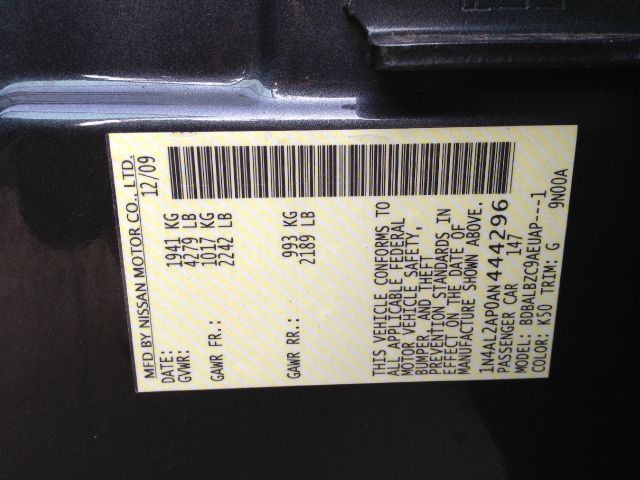 MFD BY NISSAN MOTOR CO., LTD.
DATE: 12/09
GVWR: 1941 KG
4279 LB
GAWR FR.: 1017 KG
2242 LB
GAWR RR.: 993 KG
2189 LB
THIS VEHICLE CONFORMS TO
ALL APPLICABLE FEDERAL
MOTOR VEHICLE SAFETY,
BUMPER, AND THEFT
PREVENTION STANDARDS IN
EFFECT ON THE DATE OF
MANUFACTURE SHOWN ABOVE.
1N4AL2AP0AN444296
PASSENGER CAR 147
MODEL: BDBALBZC9AEUAP---1
COLOR: K50 TRIM: G 9N00A